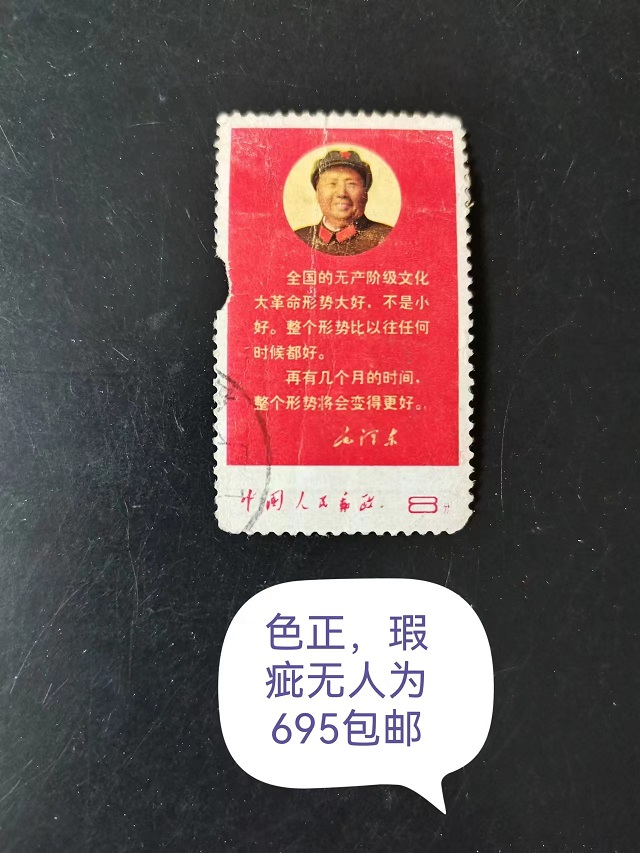 全国的无产阶级文化
大革命形势大好，不是小
好。整个形势比以往任何
时候都好。
再有几个月的时间，
整个形势将会变得更好。
毛泽东
中国人民邮政 8分
色正，瑕
疵无人为
695包邮